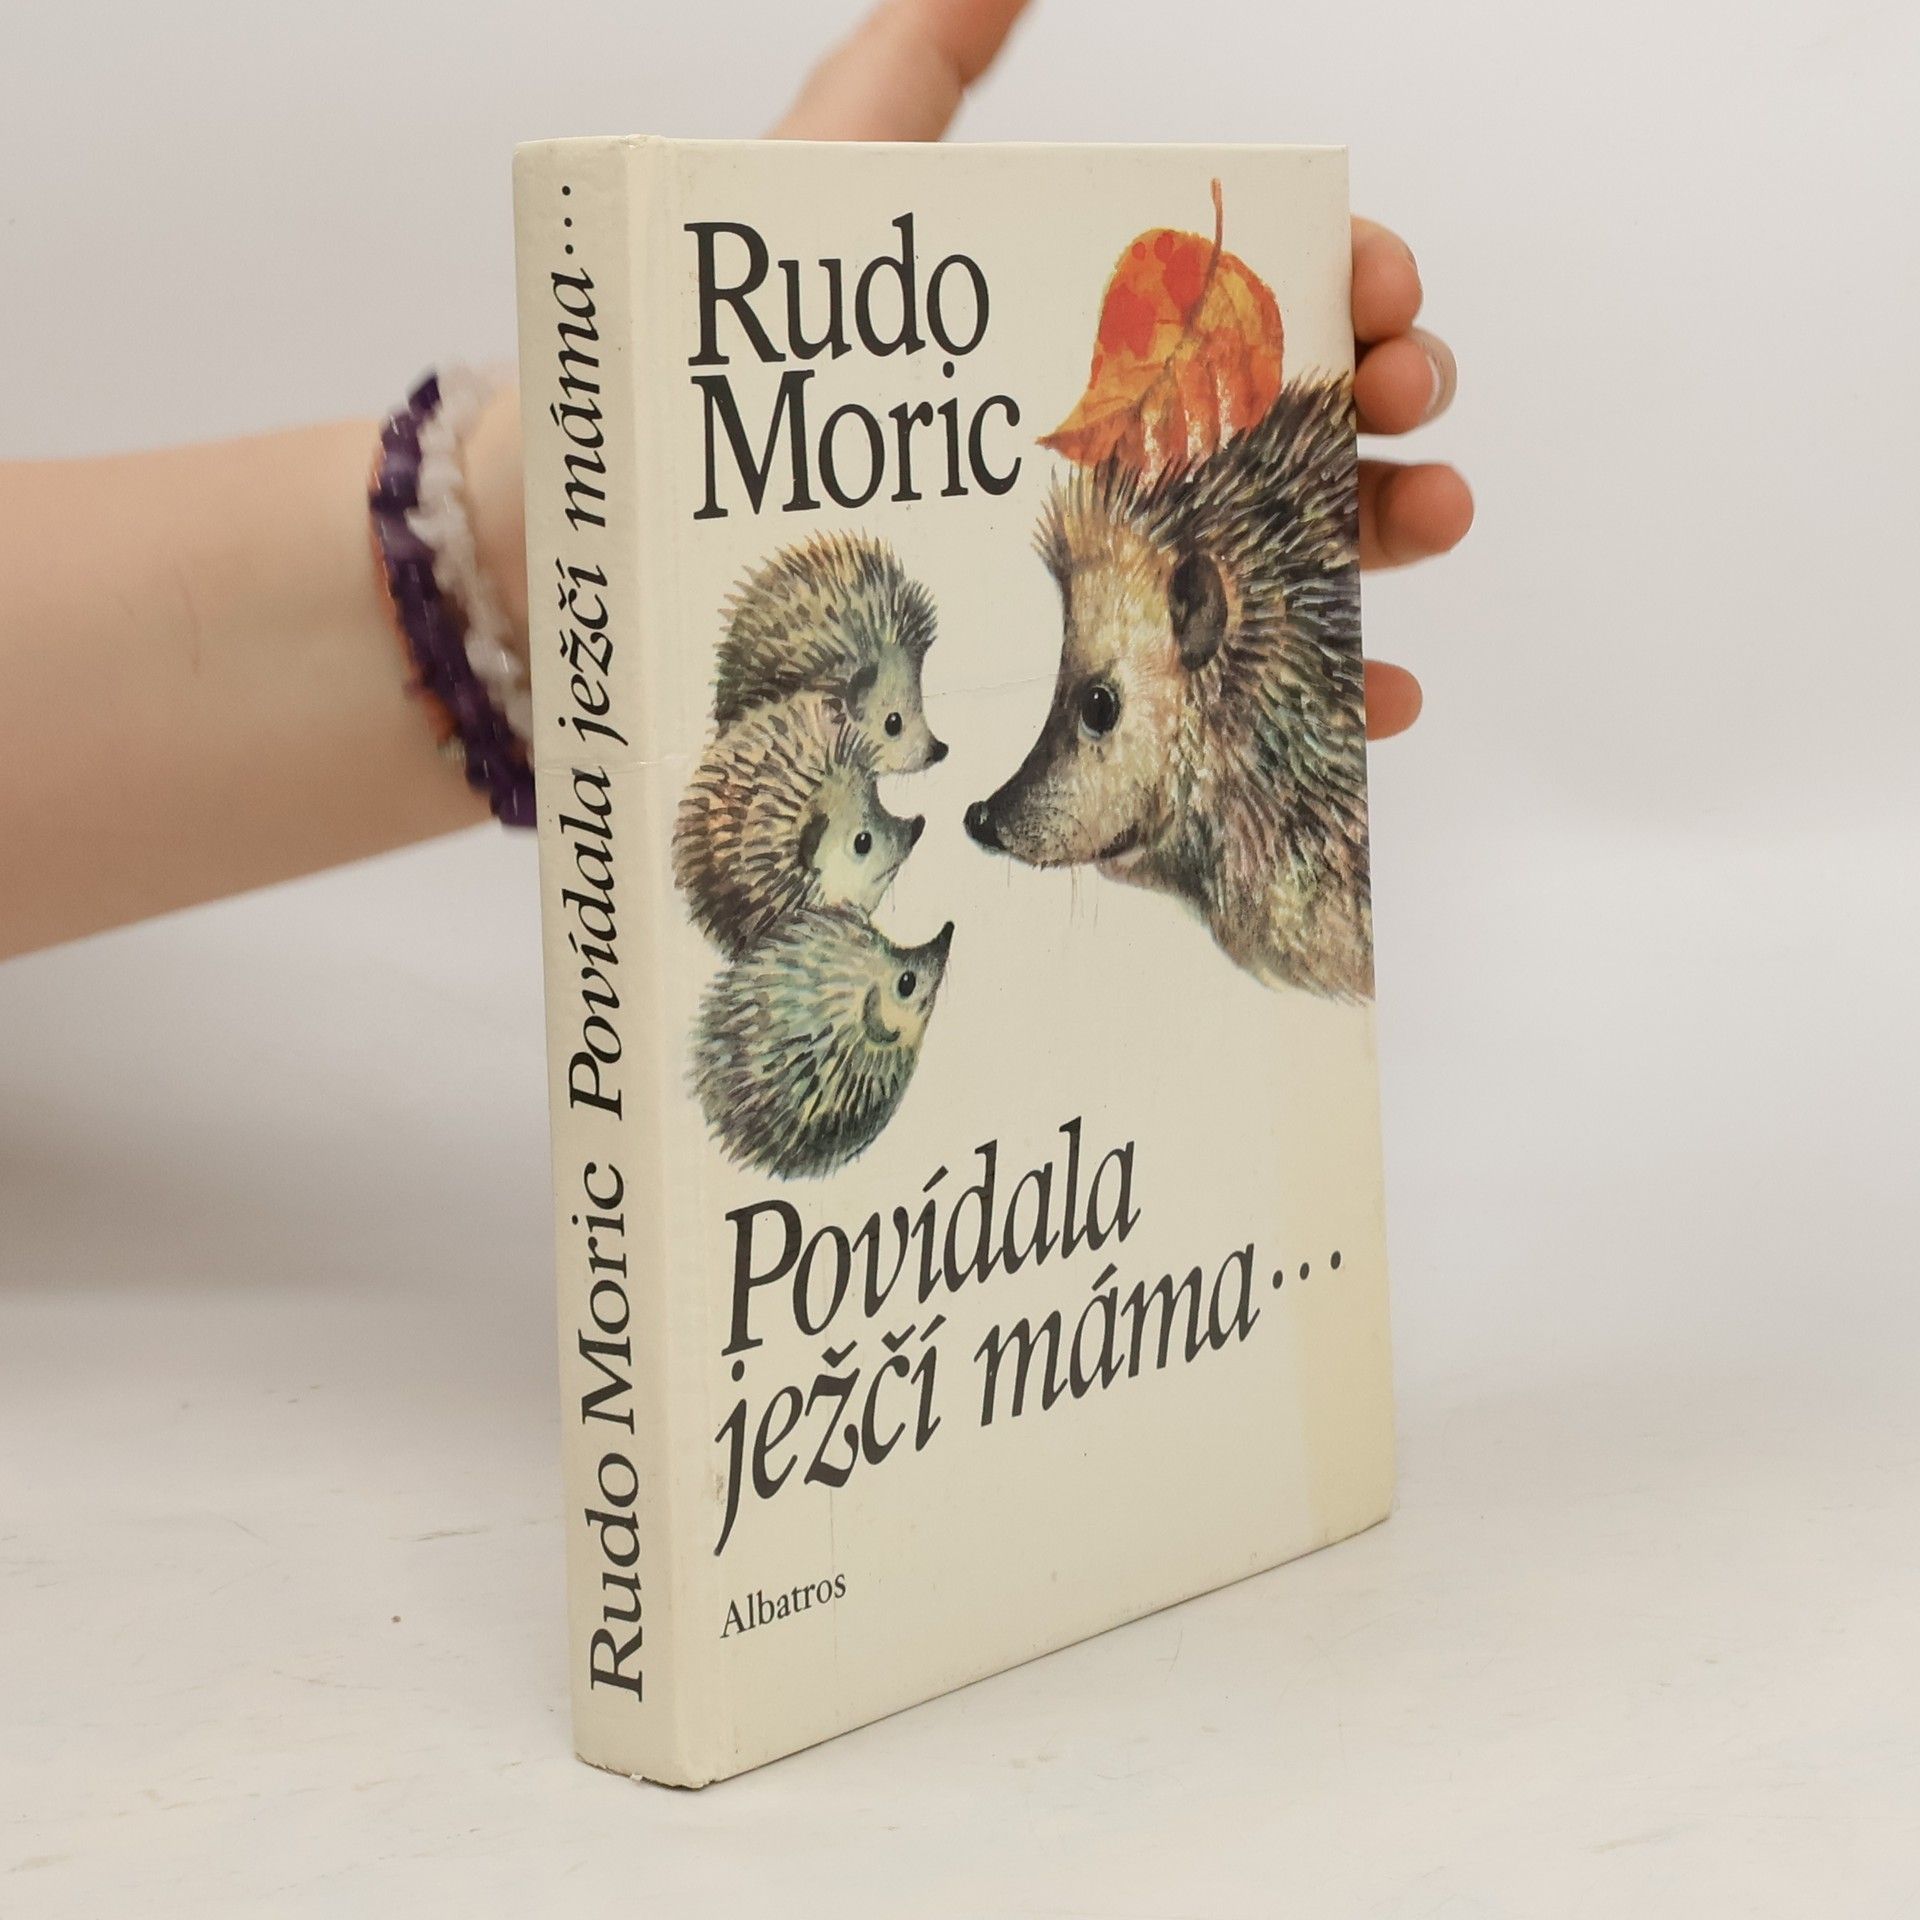 Rudo Moric Povídala ježčí máma...
Rudo
Moric
Povídala
ježčí máma...
Albatros